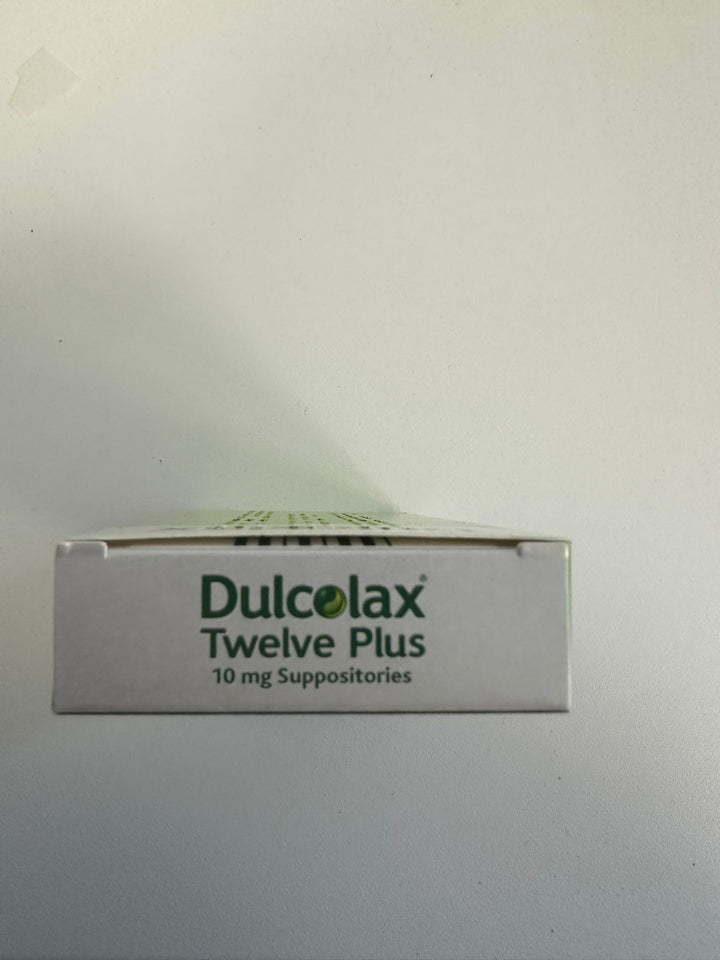 Dulcolax®
Twelve Plus
10 mg Suppositories